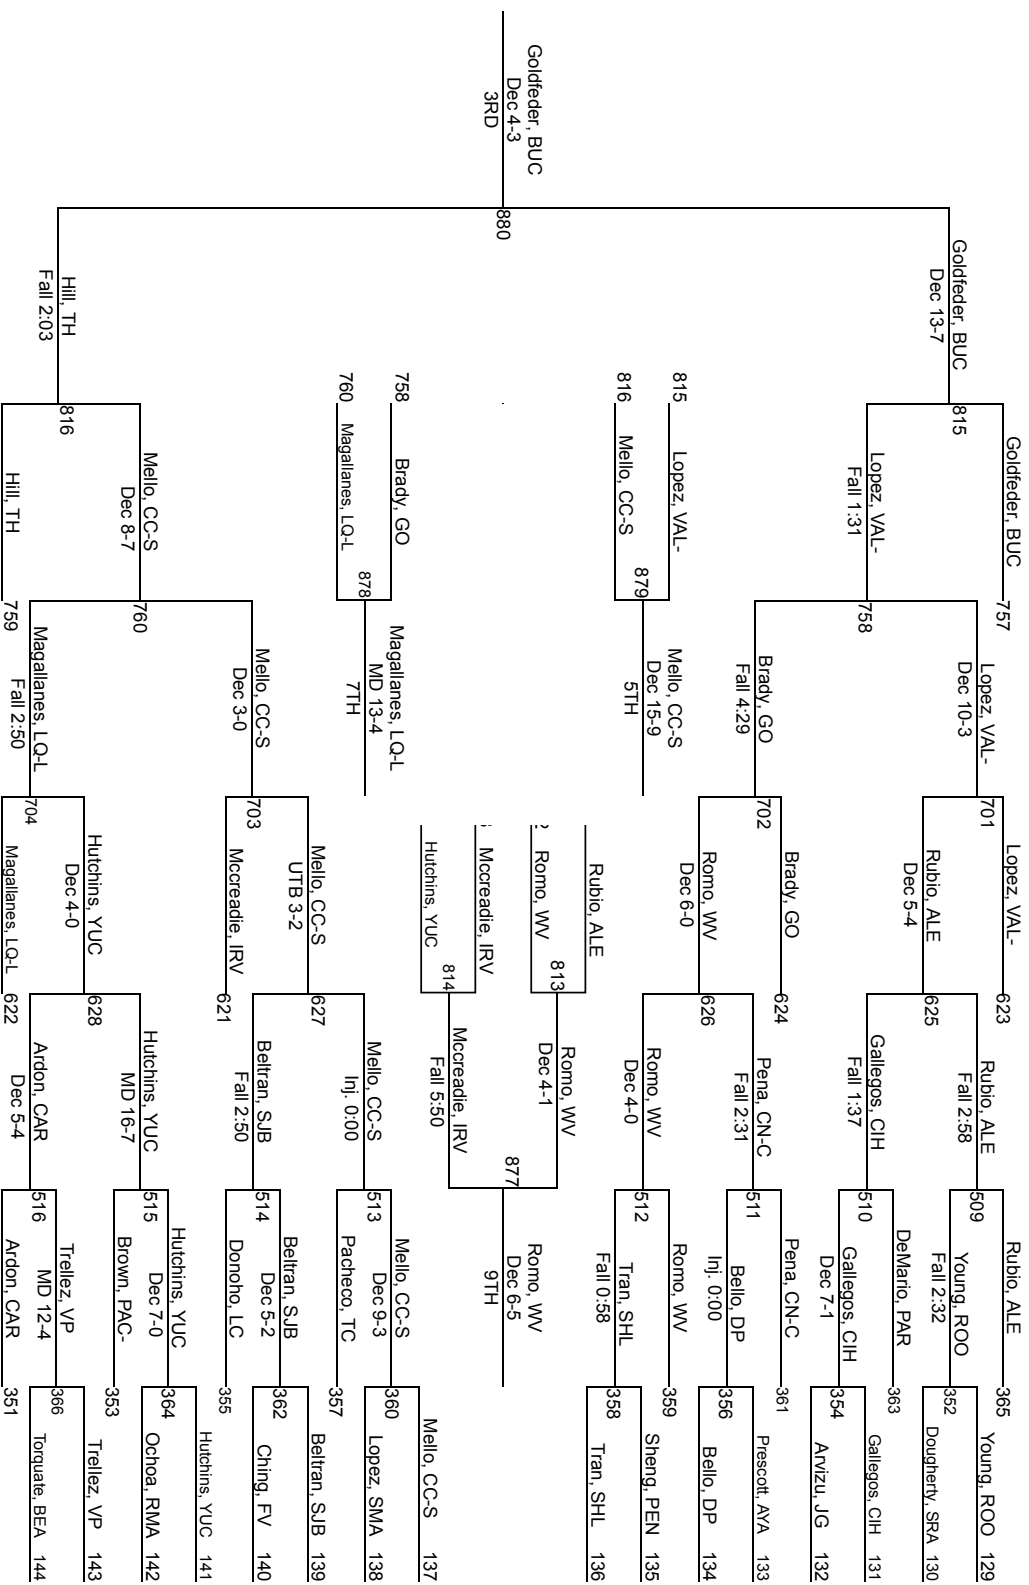 Goldfeder, BUC
Dec 4-3
3RD
880
Goldfeder, BUC
Dec 13-7
Hill, TH
Fall 2:03
815
816
758
760
815
816
Goldfeder, BUC
Lopez, VAL-
Fall 1:31
Lopez, VAL-
Mello, CC-S
Brady, GO
Magallanes, LQ-L
Mello, CC-S
Dec 8-7
Hill, TH
757
758
879
878
760
759
Lopez, VAL-
Dec 10-3
Brady, GO
Fall 4:29
Mello, CC-S
Dec 15-9
5TH
Magallanes, LQ-L
MD 13-4
7TH
Mello, CC-S
Dec 3-0
Magallanes, LQ-L
Fall 2:50
701
702
703
704
Lopez, VAL-
Rubio, ALE
Dec 5-4
Brady, GO
Romo, WV
Dec 6-0
Rubio, ALE
Romo, WV
Mccreadie, IRV
Hutchins, YUC
Mello, CC-S
UTB 3-2
Mccreadie, IRV
Hutchins, YUC
Dec 4-0
Magallanes, LQ-L
623
625
624
626
813
814
627
621
628
622
Rubio, ALE
Fall 2:58
Gallegos, CIH
Fall 1:37
Pena, CN-C
Fall 2:31
Romo, WV
Dec 4-0
Romo, WV
Dec 4-1
Mccreadie, IRV
Fall 5:50
Mello, CC-S
Inj. 0:00
Beltran, SJB
Fall 2:50
Hutchins, YUC
MD 16-7
Ardon, CAR
Dec 5-4
509
510
511
512
877
513
514
515
516
Rubio, ALE
Young, ROO
Fall 2:32
DeMario, PAR
Gallegos, CIH
Dec 7-1
Pena, CN-C
Bello, DP
Inj. 0:00
Romo, WV
Tran, SHL
Fall 0:58
Romo, WV
Dec 6-5
9TH
Mello, CC-S
Dec 9-3
Pacheco, TC
Beltran, SJB
Dec 5-2
Donoho, LC
Hutchins, YUC
Dec 7-0
Brown, PAC-
Trellez, VP
MD 12-4
Ardon, CAR
365
352
363
354
361
356
359
358
360
357
362
355
364
353
366
351
Young, ROO 129
Dougherty, SRA 130
Gallegos, CIH 131
Arvizu, JG 132
Prescott, AYA 133
Bello, DP 134
Sheng, PEN 135
Tran, SHL 136
Mello, CC-S 137
Lopez, SMA 138
Beltran, SJB 139
Ching, FV 140
Hutchins, YUC 141
Ochoa, RMA 142
Trellez, VP 143
Torquate, BEA 144